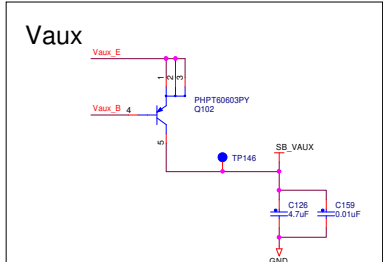 Vaux
Vaux_E
1
2
3
PHPT60603PY
Q102
Vaux_B
4
5
TP146
SB_VAUX
C126
4.7uF
C159
0.01uF
GND